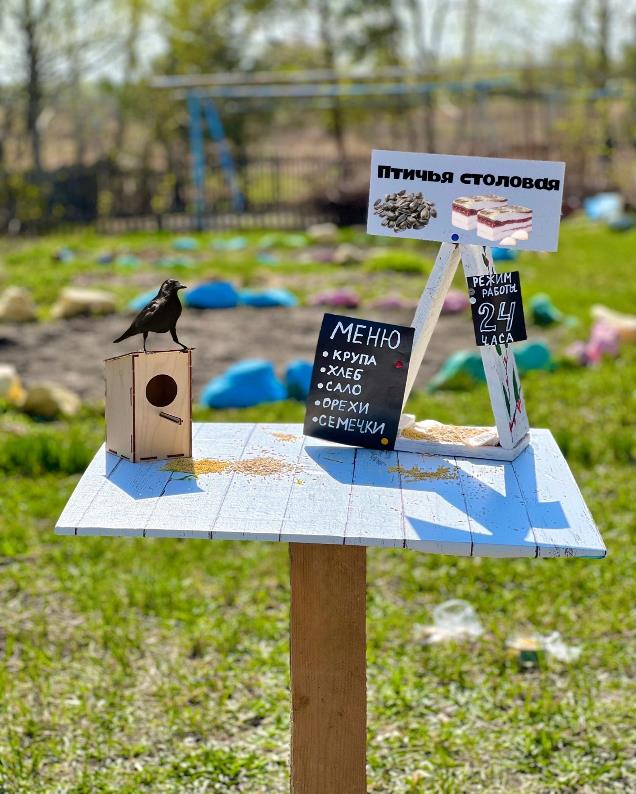 Птичья столовая
РЕЖИМ
РАБОТЫ
24
ЧАСА
МЕНЮ
• КРУПА
• ХЛЕБ
• САЛО
• ОРЕХИ
• СЕМЕЧКИ